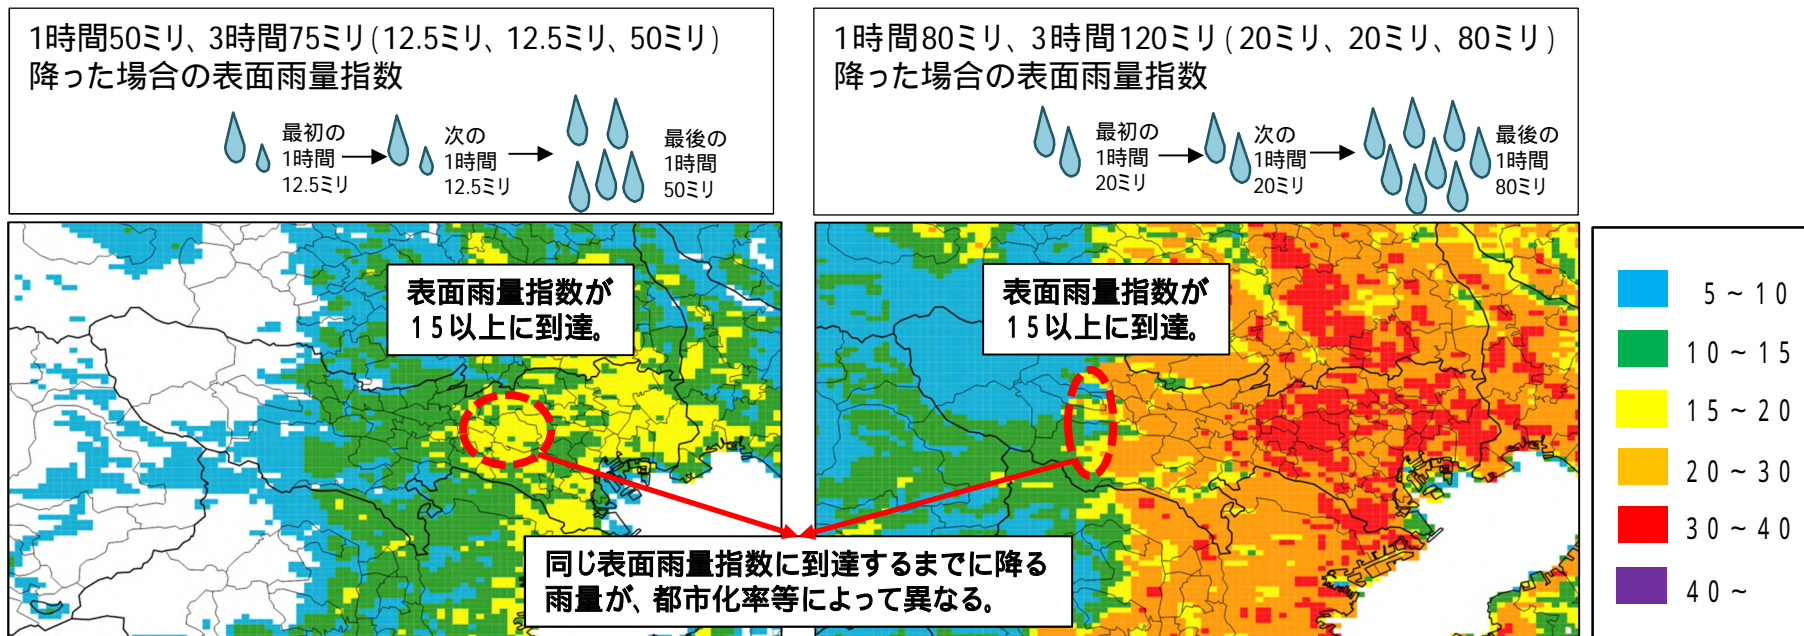 1時間50ミリ、3時間75ミリ(12.5ミリ、12.5ミリ、50ミリ)
降った場合の表面雨量指数
最初の
1時間
12.5ミリ
次の
1時間
12.5ミリ
最後の
1時間
50ミリ
1時間80ミリ、3時間120ミリ(20ミリ、20ミリ、80ミリ)
降った場合の表面雨量指数
最初の
1時間
20ミリ
次の
1時間
20ミリ
最後の
1時間
80ミリ
表面雨量指数が
15以上に到達。
表面雨量指数が
15以上に到達。
同じ表面雨量指数に到達するまでに降る
雨量が、都市化率等によって異なる。
5～10
10～15
15～20
20～30
30～40
40～